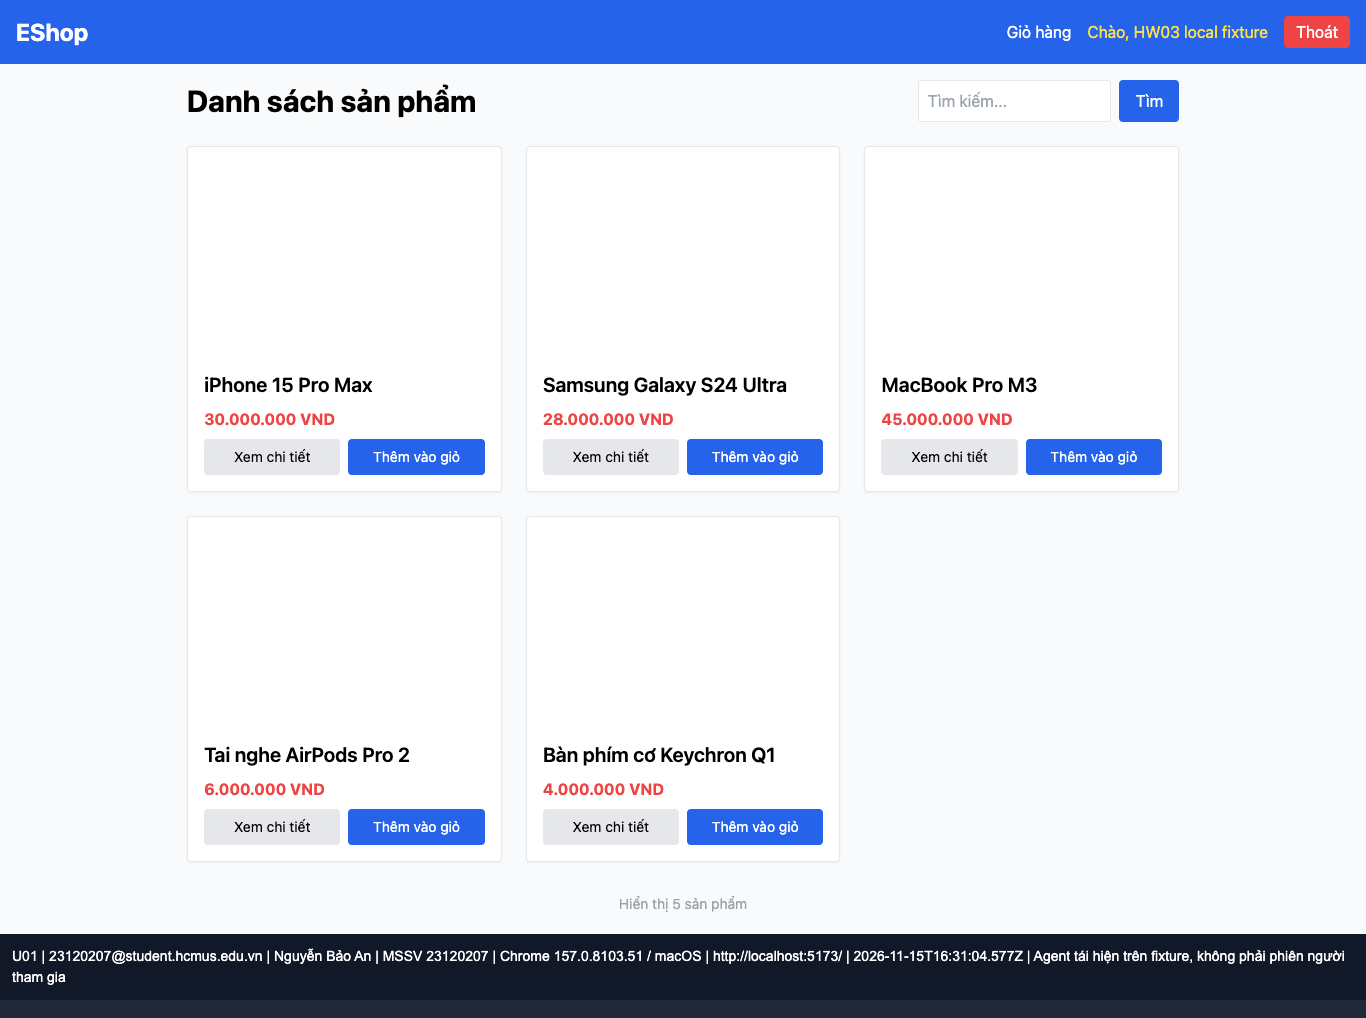 EShop
Giỏ hàng
Chào, HW03 local fixture
Thoát
Danh sách sản phẩm
Tìm kiếm...
Tìm
iPhone 15 Pro Max
30.000.000 VND
Xem chi tiết
Thêm vào giỏ
Samsung Galaxy S24 Ultra
28.000.000 VND
Xem chi tiết
Thêm vào giỏ
MacBook Pro M3
45.000.000 VND
Xem chi tiết
Thêm vào giỏ
Tai nghe AirPods Pro 2
6.000.000 VND
Xem chi tiết
Thêm vào giỏ
Bàn phím cơ Keychron Q1
4.000.000 VND
Xem chi tiết
Thêm vào giỏ
Hiển thị 5 sản phẩm
U01 | 23120207@student.hcmus.edu.vn | Nguyễn Bảo An | MSSV 23120207 | Chrome 157.0.8103.51 / macOS | http://localhost:5173/ | 2026-11-15T16:31:04.577Z | Agent tái hiện trên fixture, không phải phiên người
tham gia